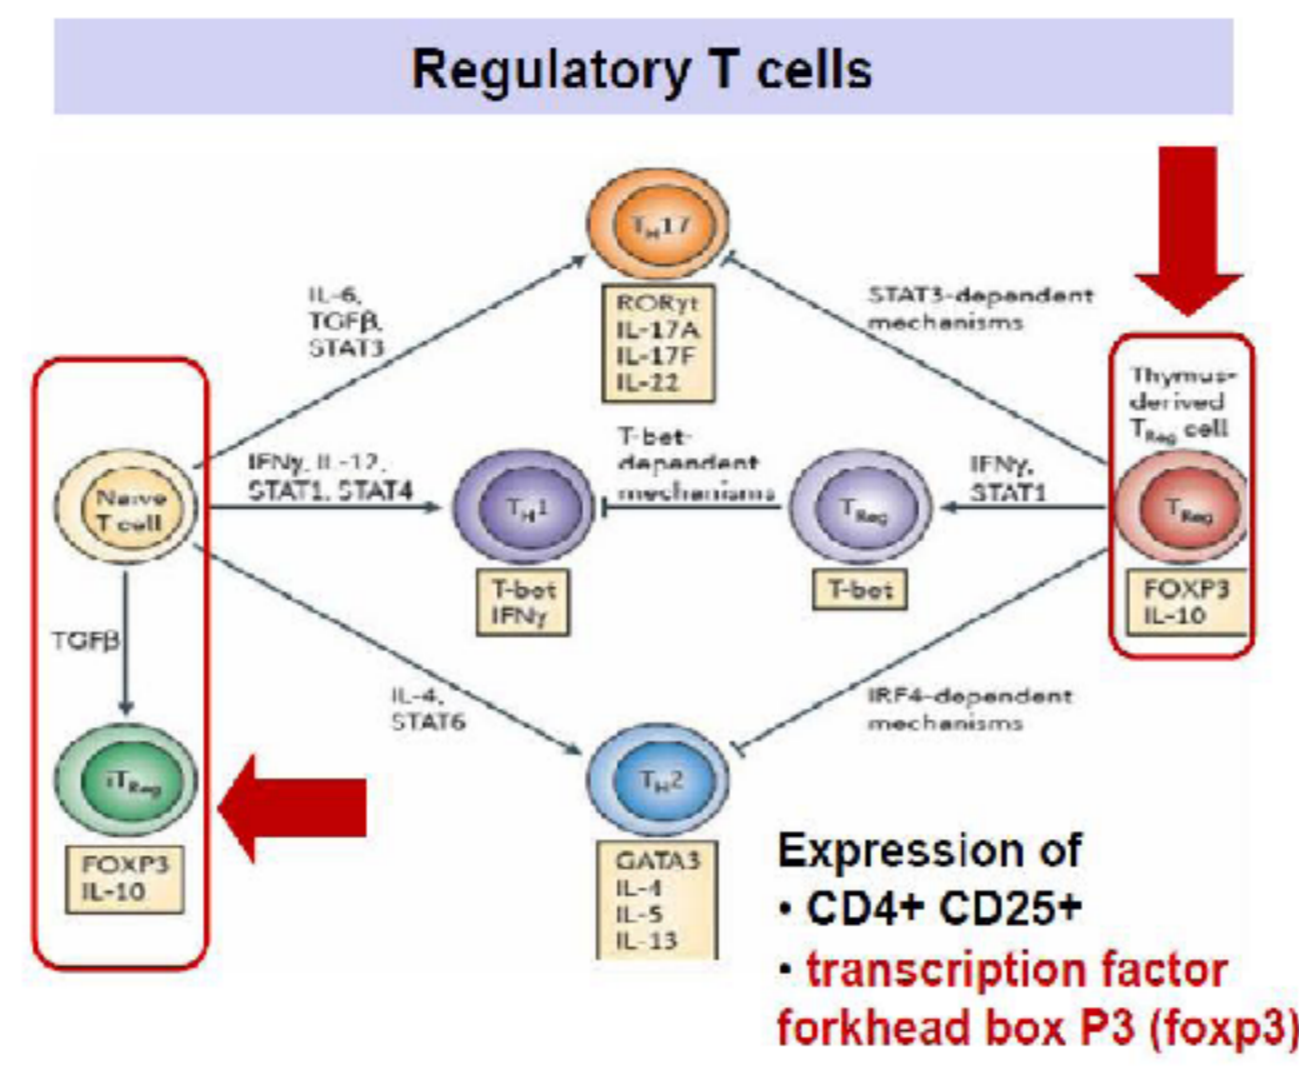 Regulatory T cells
TH17
IL-6,
TGFβ,
STAT3
RORγt
IL-17A
IL-17F
IL-22
STAT3-dependent
mechanisms
Thymus-
derived
TReg cell
Naive
T cell
IFNγ, IL-12,
STAT1, STAT4
TH1
T-bet
IFNγ
T-bet-
dependent
mechanisms
TReg
T-bet
IFNγ,
STAT1
TReg
FOXP3
IL-10
TGFβ
iTReg
FOXP3
IL-10
IL-4,
STAT6
TH2
GATA3
IL-4
IL-5
IL-13
IRF4-dependent
mechanisms
Expression of
• CD4+ CD25+
• transcription factor
forkhead box P3 (foxp3)